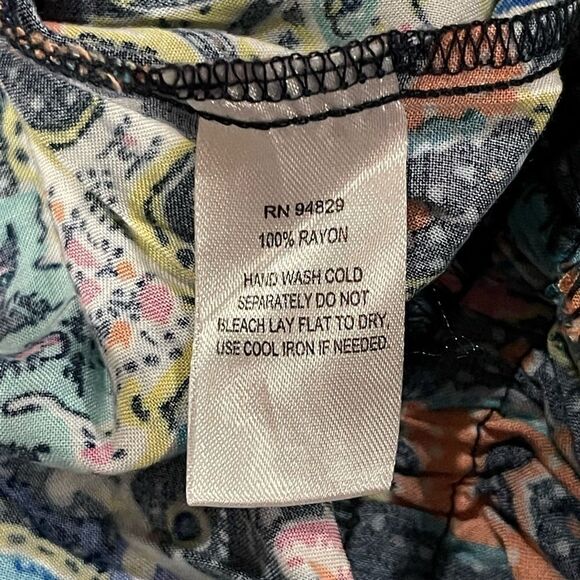 RN 94829
100% RAYON
HAND WASH COLD
SEPARATELY DO NOT
BLEACH LAY FLAT TO DRY,
USE COOL IRON IF NEEDED